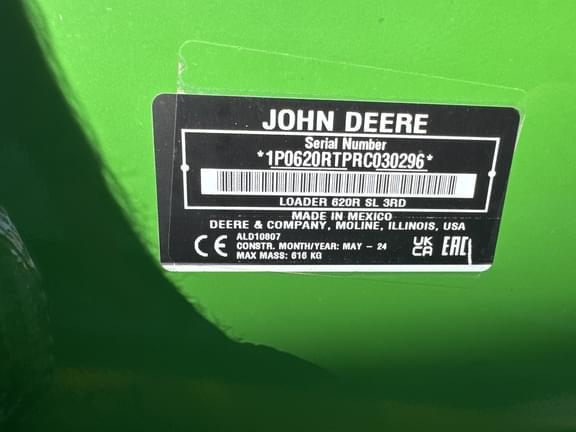 JOHN DEERE
Serial Number
*1P0620RTPRC030296*
LOADER 620R SL 3RD
MADE IN MEXICO
DEERE & COMPANY, MOLINE, ILLINOIS, USA
ALD10807
CONSTR. MONTH/YEAR: MAY - 24
MAX MASS: 616 KG
CE
UK
CA
EAC